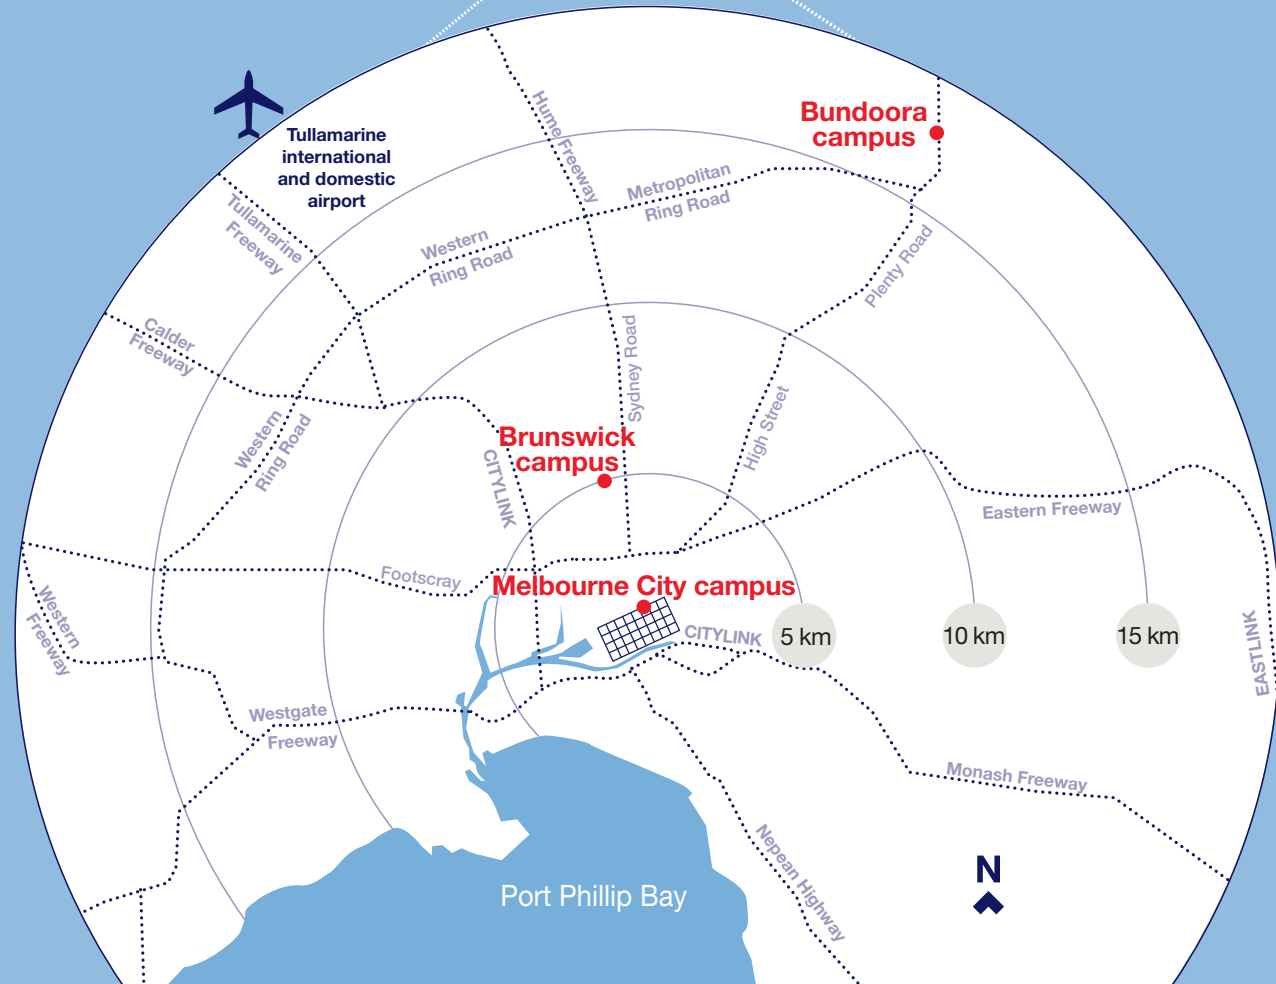 Bundoora
campus
Tullamarine
international
and domestic
airport
Hume Freeway
Metropolitan
Ring Road
Tullamarine
Freeway
Western
Ring Road
Plenty Road
Calder
Freeway
Sydney Road
High Street
Western
Ring Road
Brunswick
campus
CITYLINK
Eastern Freeway
Footscray
Melbourne City campus
Western
Freeway
CITYLINK
5 km
10 km
15 km
EASTLINK
Westgate
Freeway
Monash Freeway
Nepean Highway
N
Port Phillip Bay